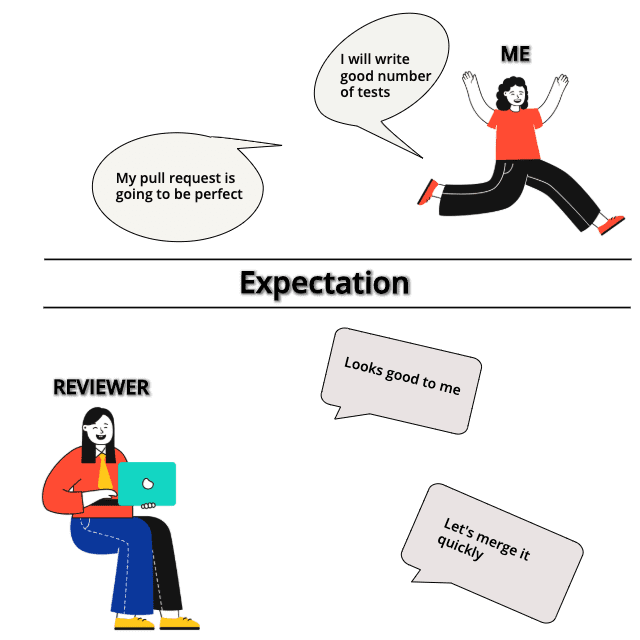 ME
I will write
good number
of tests
My pull request is
going to be perfect
Expectation
Looks good to me
REVIEWER
Let's merge it
quickly